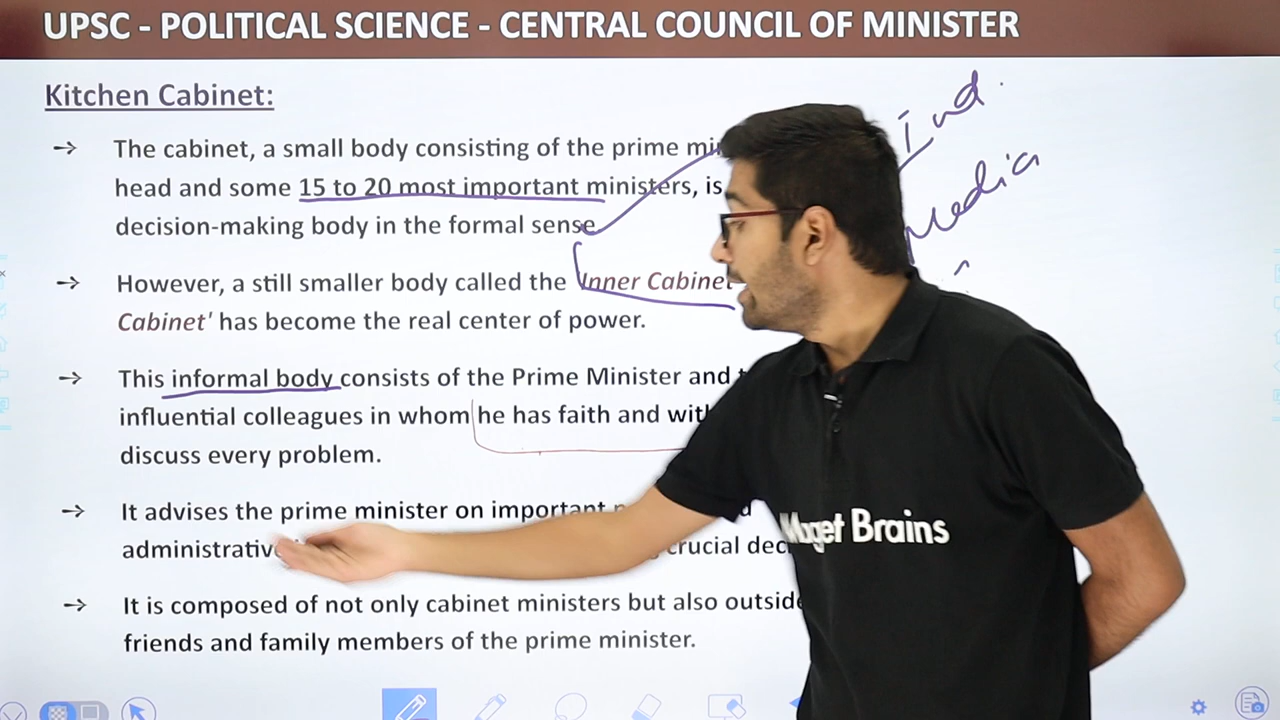 UPSC - POLITICAL SCIENCE - CENTRAL COUNCIL OF MINISTER
Kitchen Cabinet:
→ The cabinet, a small body consisting of the prime
head and some 15 to 20 most important ministers, is
decision-making body in the formal sense.
→ However, a still smaller body called the 'Inner Cabinet
Cabinet' has become the real center of power.
→ This informal body consists of the Prime Minister and
influential colleagues in whom he has faith and with
discuss every problem.
→ It advises the prime minister on important
administrative crucial
→ It is composed of not only cabinet ministers but also
friends and family members of the prime minister.
Ind.
Media
Maget Brains